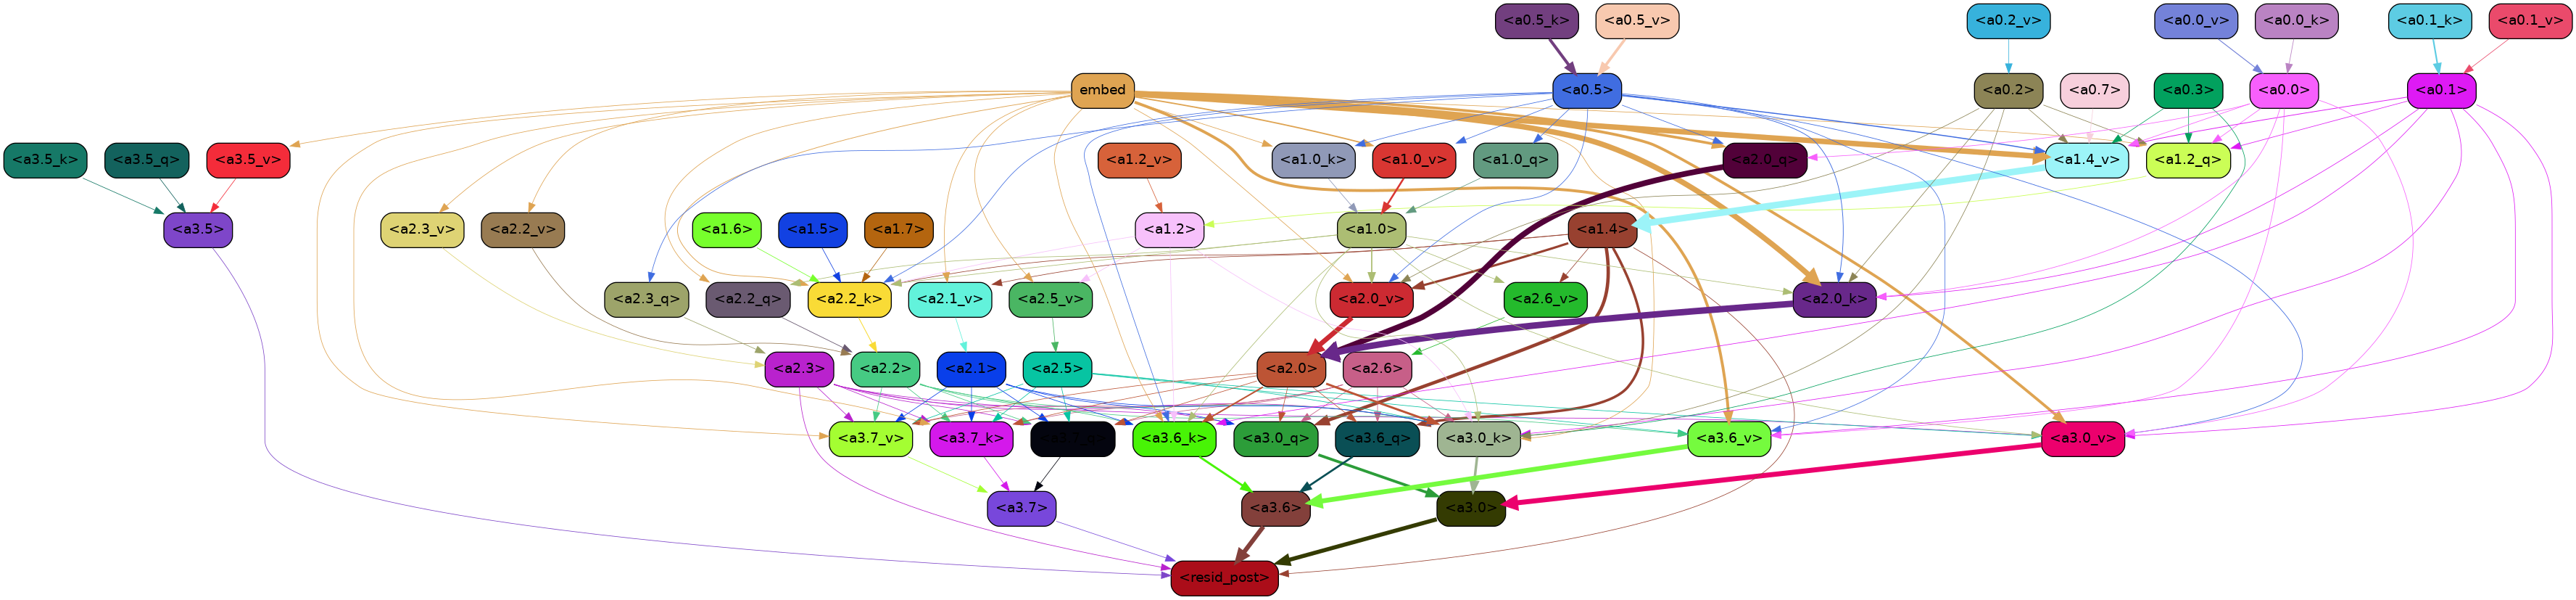 <a0.5_k> <a0.5_v> <a0.2_v> <a0.0_v> <a0.0_k> <a0.1_k> <a0.1_v>
embed <a0.5> <a0.2> <a0.7> <a0.3> <a0.0> <a0.1>
<a3.5_k> <a3.5_q> <a3.5_v> <a1.2_v> <a1.0_k> <a1.0_v> <a1.0_q> <a2.0_q> <a1.4_v> <a1.2_q>
<a3.5> <a2.3_v> <a2.2_v> <a1.6> <a1.5> <a1.7> <a1.2> <a1.0> <a1.4>
<a2.3_q> <a2.2_q> <a2.2_k> <a2.1_v> <a2.5_v> <a2.0_v> <a2.6_v> <a2.0_k>
<a2.3> <a2.2> <a2.1> <a2.5> <a2.0> <a2.6>
<a3.7_v> <a3.7_k> <a3.7_q> <a3.6_k> <a3.0_q> <a3.6_q> <a3.0_k> <a3.6_v> <a3.0_v>
<a3.7> <a3.6> <a3.0>
<resid_post>